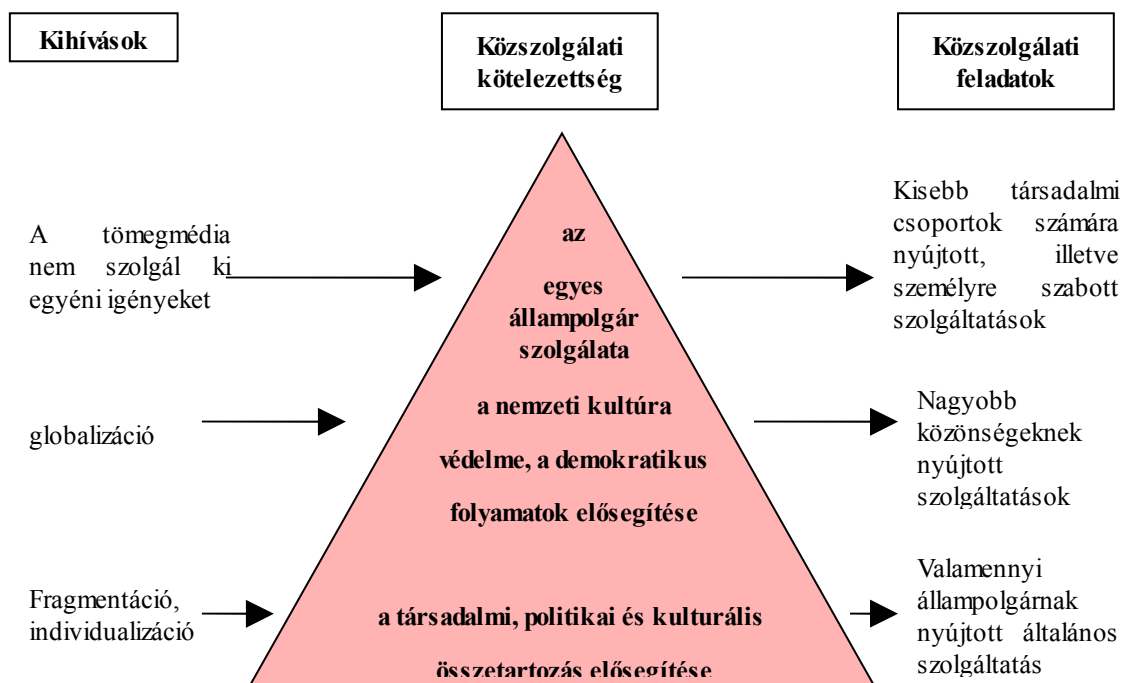 Kihívások
Közszolgálati
kötelezettség
Közszolgálati
feladatok
A tömegmédia
nem szolgál ki
egyéni igényeket
az
egyes
állampolgár
szolgálata
Kisebb társadalmi
csoportok számára
nyújtott, illetve
személyre szabott
szolgáltatások
globalizáció
a nemzeti kultúra
védelme, a demokratikus
folyamatok elősegítése
Nagyobb
közönségeknek
nyújtott
szolgáltatások
Fragmentáció,
individualizáció
a társadalmi, politikai és kulturális
összetartozás elősegítése
Valamennyi
állampolgárnak
nyújtott általános
szolgáltatás